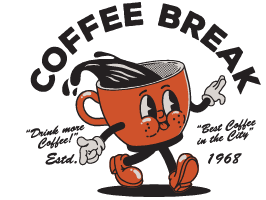 COFFEE BREAK
"Drink more
Coffee!"
Estd.
"Best Coffee
in the City"
1968